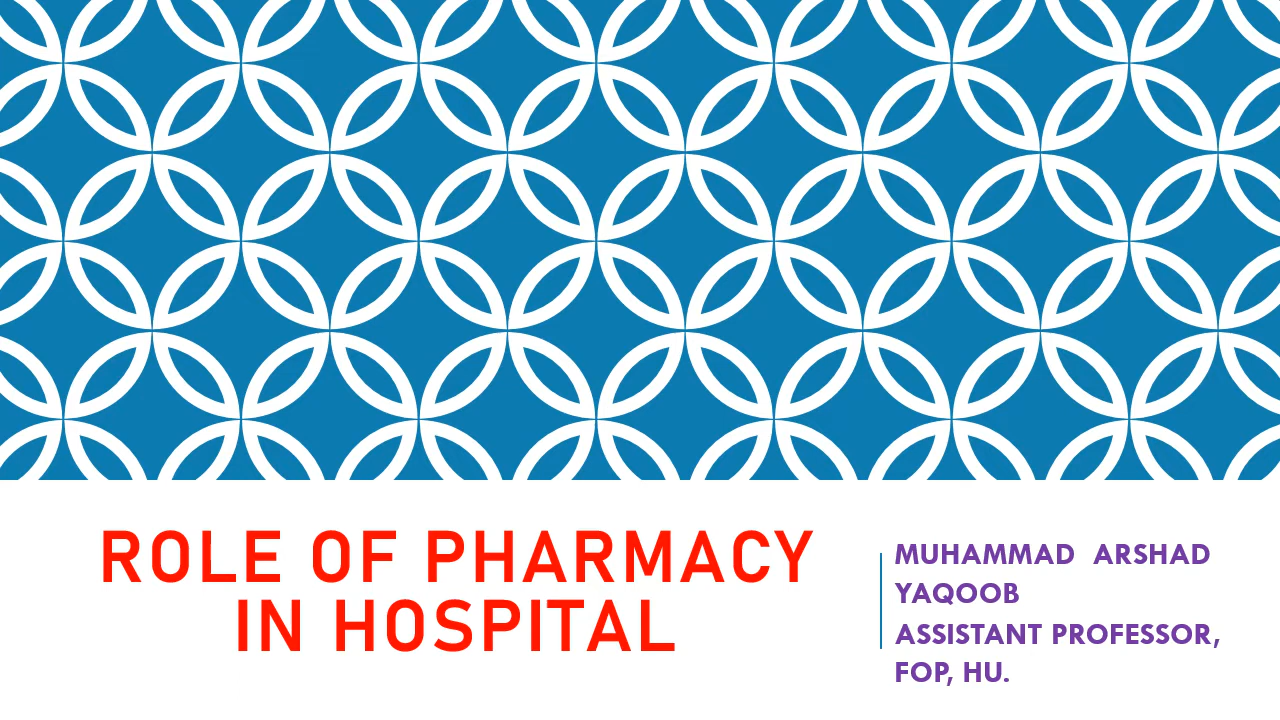 ROLE OF PHARMACY
IN HOSPITAL
MUHAMMAD ARSHAD
YAQOOB
ASSISTANT PROFESSOR,
FOP, HU.